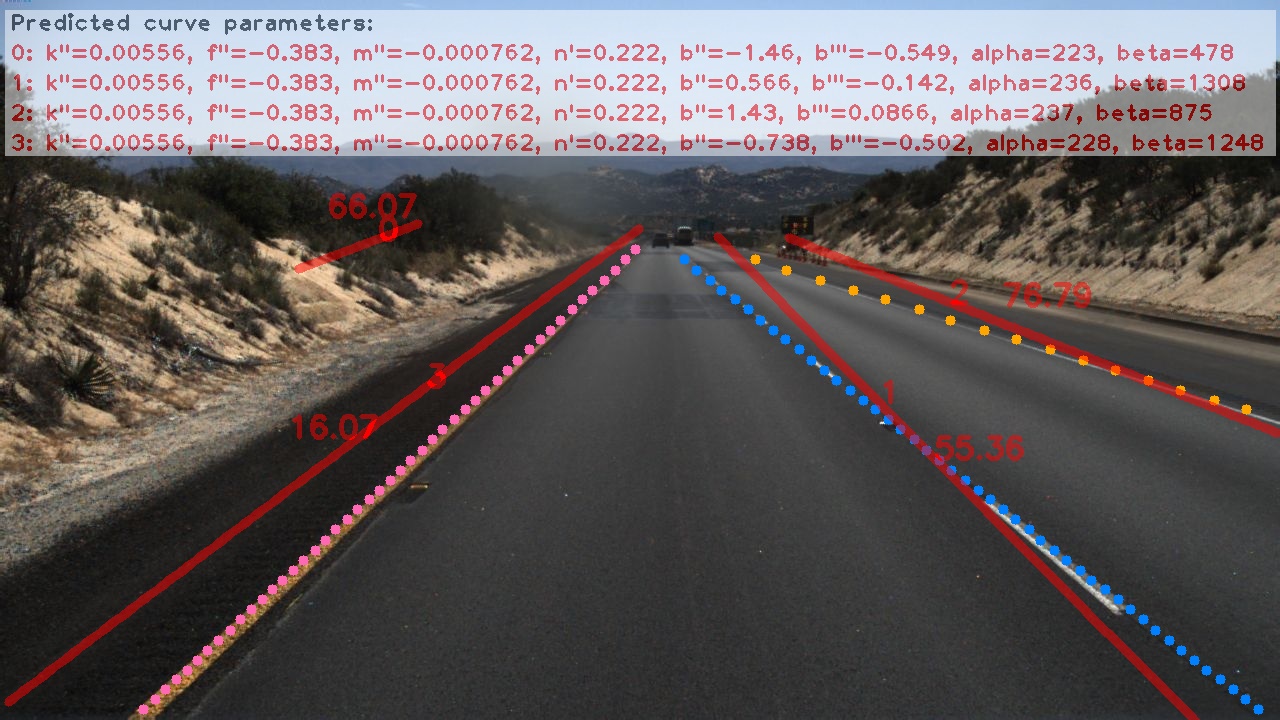 Predicted curve parameters:
0: k''=0.00556, f''=-0.383, m''=-0.000762, n'=0.222, b''=-1.46, b'''=-0.549, alpha=223, beta=478
1: k''=0.00556, f''=-0.383, m''=-0.000762, n'=0.222, b''=0.566, b'''=-0.142, alpha=236, beta=1308
2: k''=0.00556, f''=-0.383, m''=-0.000762, n'=0.222, b''=1.43, b'''=0.0866, alpha=237, beta=875
3: k''=0.00556, f''=-0.383, m''=-0.000762, n'=0.222, b''=-0.738, b'''=-0.502, alpha=228, beta=1248
66.07
0
2 76.79
3
1
16.07
55.36